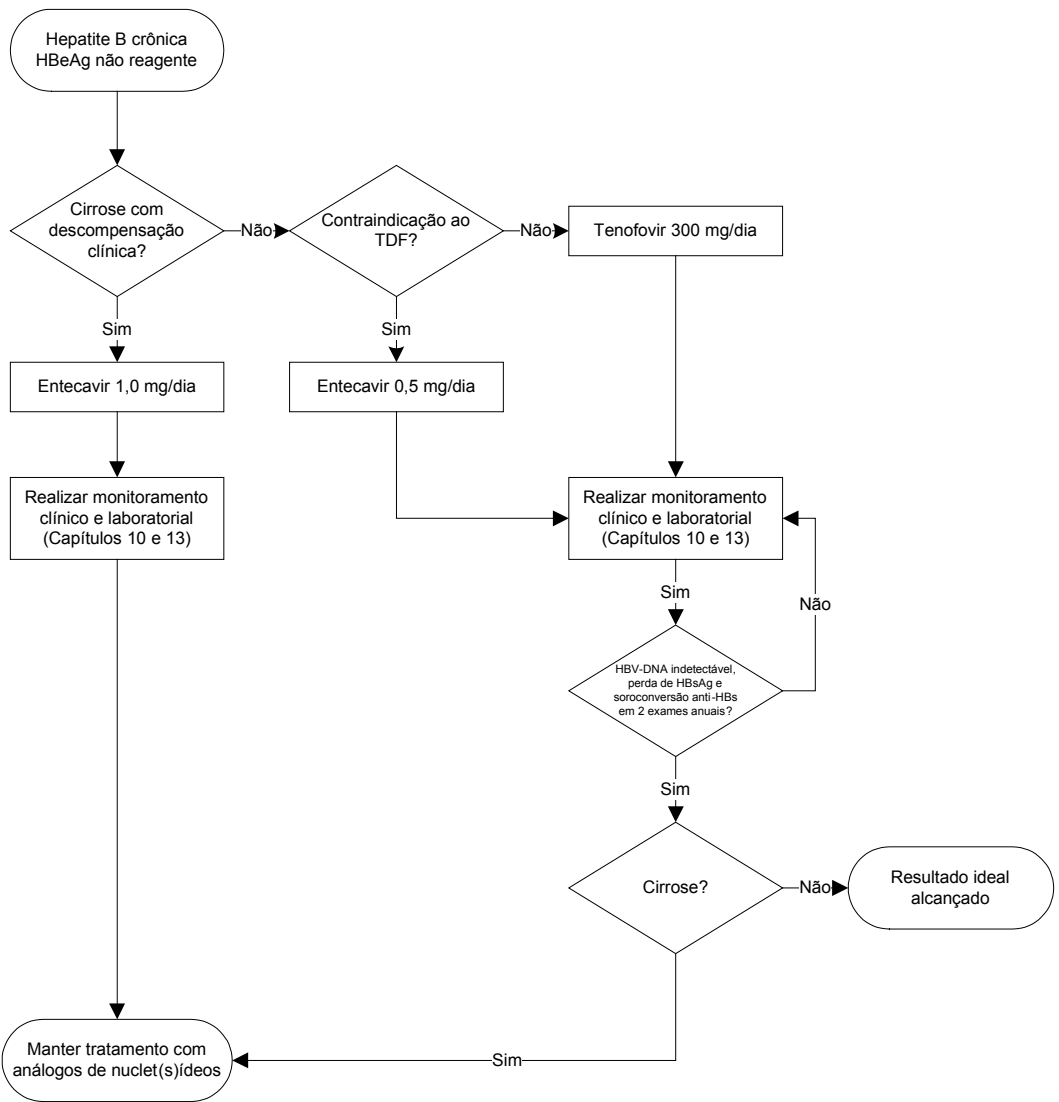 Hepatite B crônica
HBeAg não reagente
Cirrose com
descompensação
clínica?
Não
Contraindicação ao
TDF?
Não
Tenofovir 300 mg/dia
Sim
Sim
Entecavir 1,0 mg/dia
Entecavir 0,5 mg/dia
Realizar monitoramento
clínico e laboratorial
(Capítulos 10 e 13)
Realizar monitoramento
clínico e laboratorial
(Capítulos 10 e 13)
Sim
Não
HBV-DNA indetectável,
perda de HBsAg e
soroconversão anti-HBs
em 2 exames anuais?
Sim
Cirrose?
Não
Resultado ideal
alcançado
Manter tratamento com
análogos de nuclet(s)ídeos
Sim